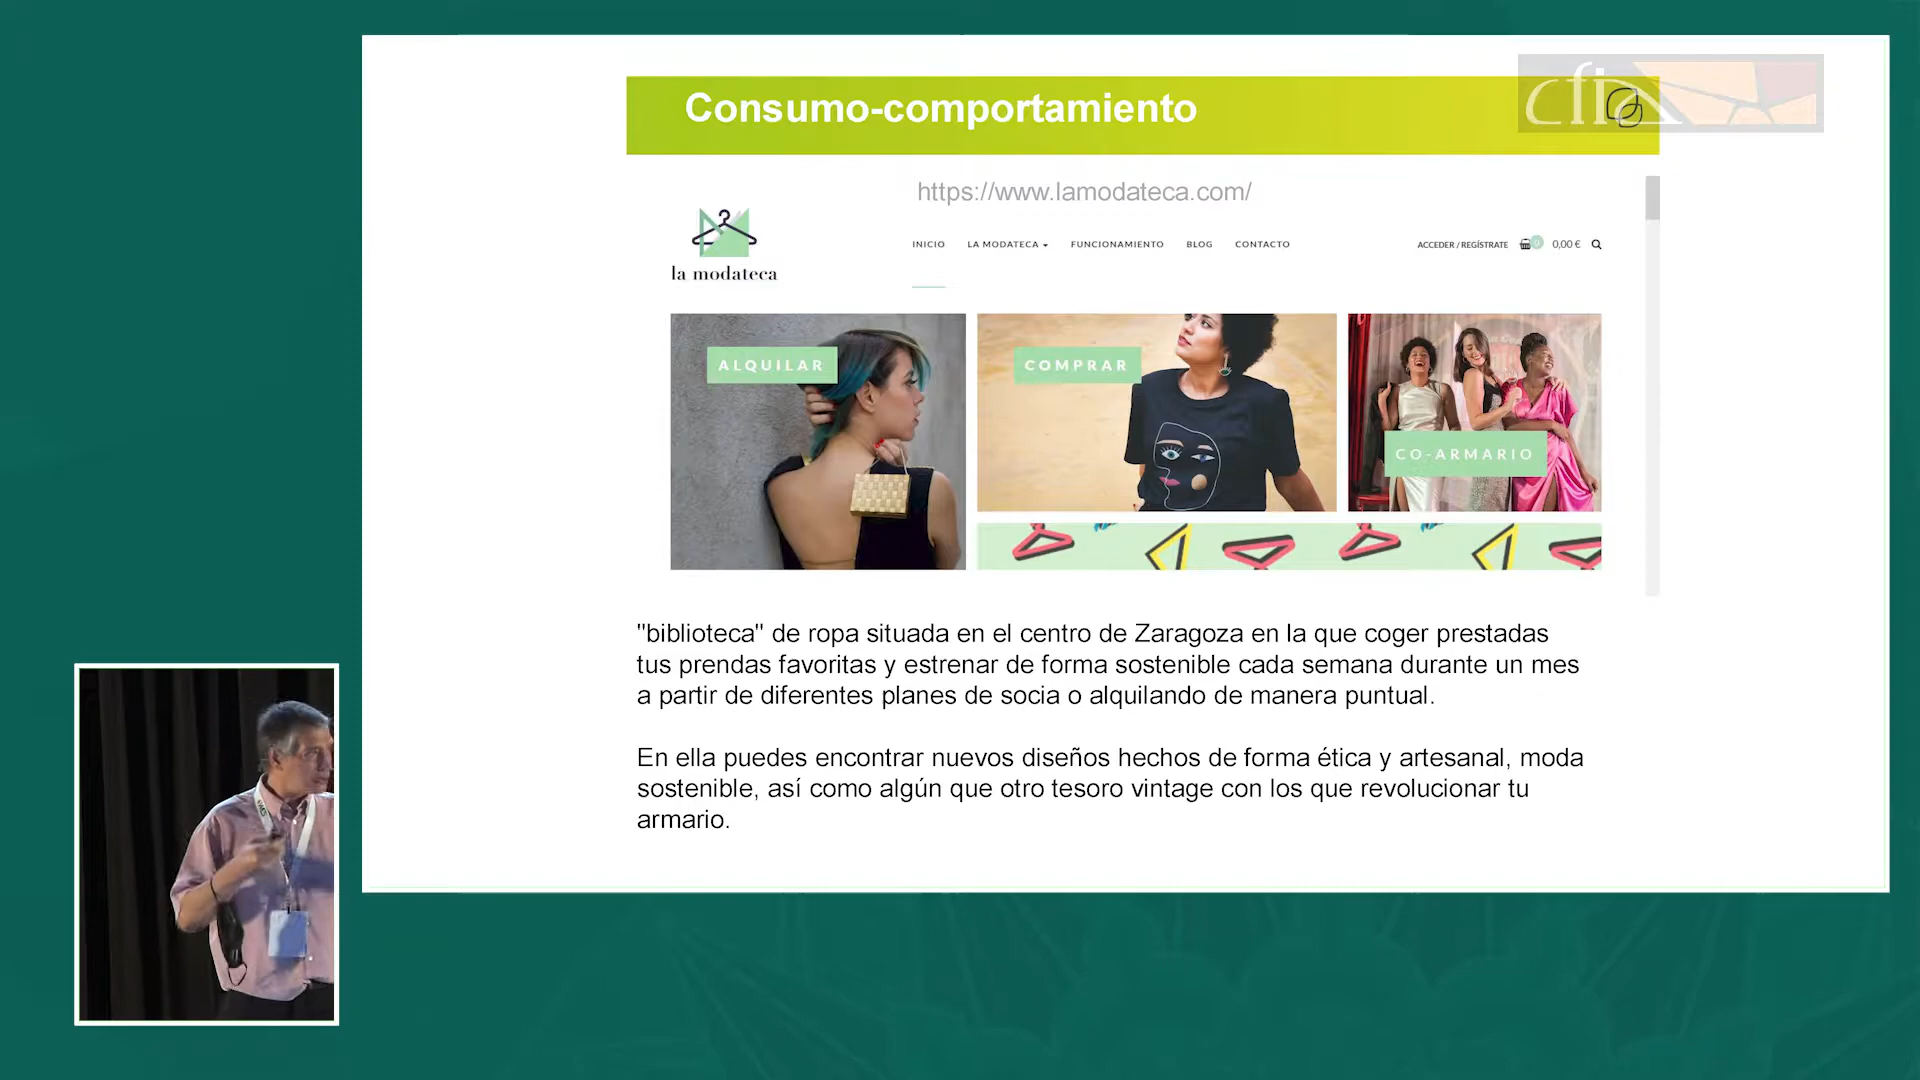 Consumo-comportamiento
cfia
https://www.lamodateca.com/
la modateca
INICIO LA MODATECA FUNCIONAMIENTO BLOG CONTACTO ACCEDER / REGÍSTRATE 0 0,00 €
ALQUILAR
COMPRAR
CO-ARMARIO
"biblioteca" de ropa situada en el centro de Zaragoza en la que coger prestadas
tus prendas favoritas y estrenar de forma sostenible cada semana durante un mes
a partir de diferentes planes de socia o alquilando de manera puntual.
En ella puedes encontrar nuevos diseños hechos de forma ética y artesanal, moda
sostenible, así como algún que otro tesoro vintage con los que revolucionar tu
armario.